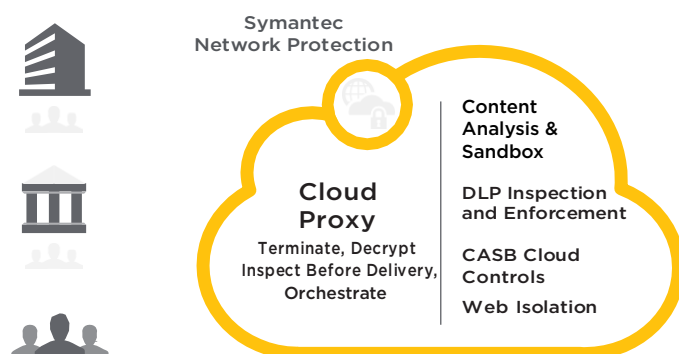 Symantec
Network Protection
Cloud
Proxy
Terminate, Decrypt
Inspect Before Delivery,
Orchestrate
Content
Analysis &
Sandbox
DLP Inspection
and Enforcement
CASB Cloud
Controls
Web Isolation